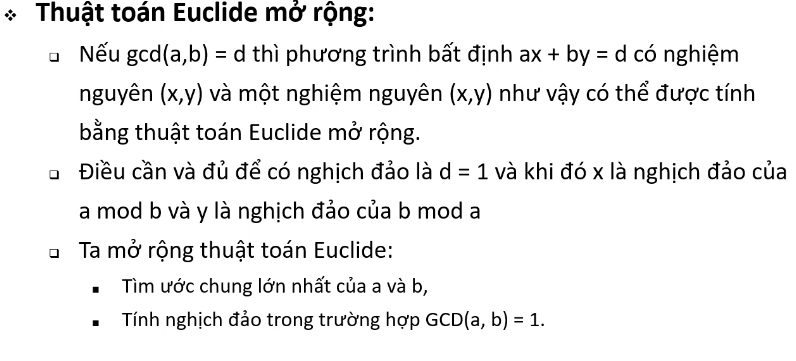 ❖ Thuật toán Euclide mở rộng:
❑ Nếu gcd(a,b) = d thì phương trình bất định ax + by = d có nghiệm
nguyên (x,y) và một nghiệm nguyên (x,y) như vậy có thể được tính
bằng thuật toán Euclide mở rộng.
❑ Điều cần và đủ để có nghịch đảo là d = 1 và khi đó x là nghịch đảo của
a mod b và y là nghịch đảo của b mod a
❑ Ta mở rộng thuật toán Euclide:
▪ Tìm ước chung lớn nhất của a và b,
▪ Tính nghịch đảo trong trường hợp GCD(a, b) = 1.